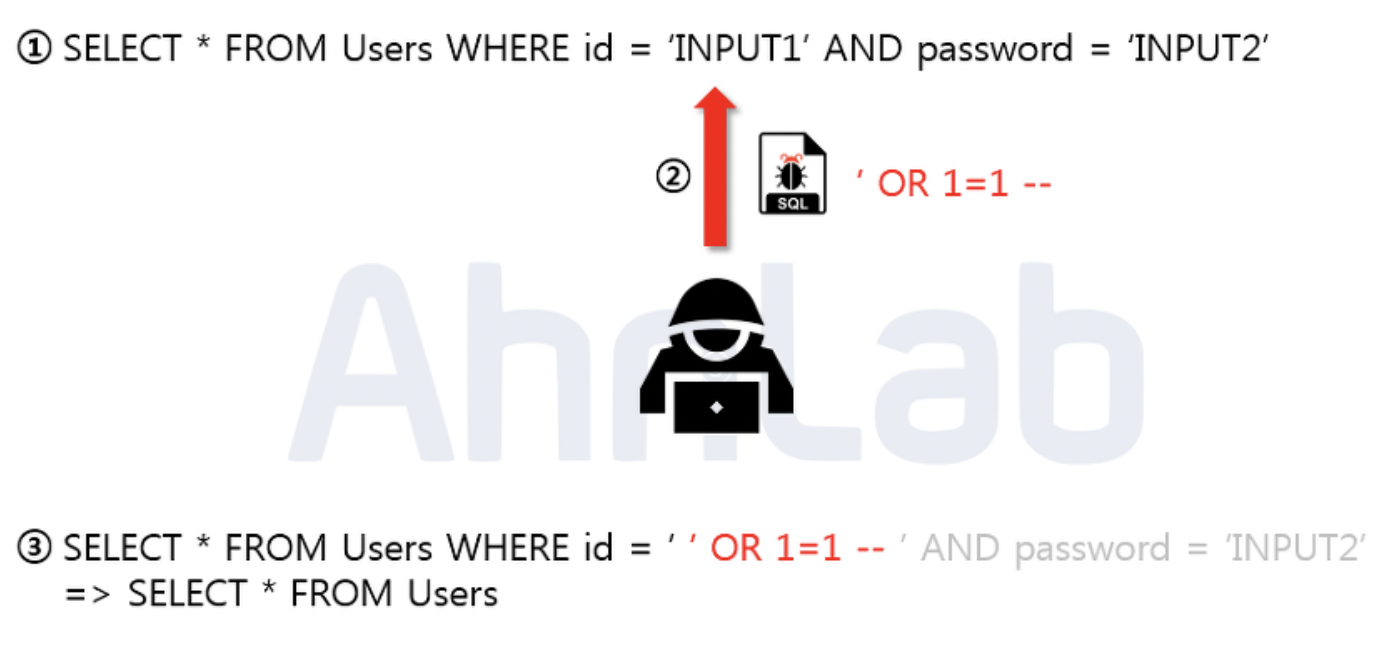 ① SELECT * FROM Users WHERE id = 'INPUT1' AND password = 'INPUT2'
② SQL ' OR 1=1 --
AhnLab
③ SELECT * FROM Users WHERE id = ' ' OR 1=1 -- ' AND password = 'INPUT2'
=> SELECT * FROM Users